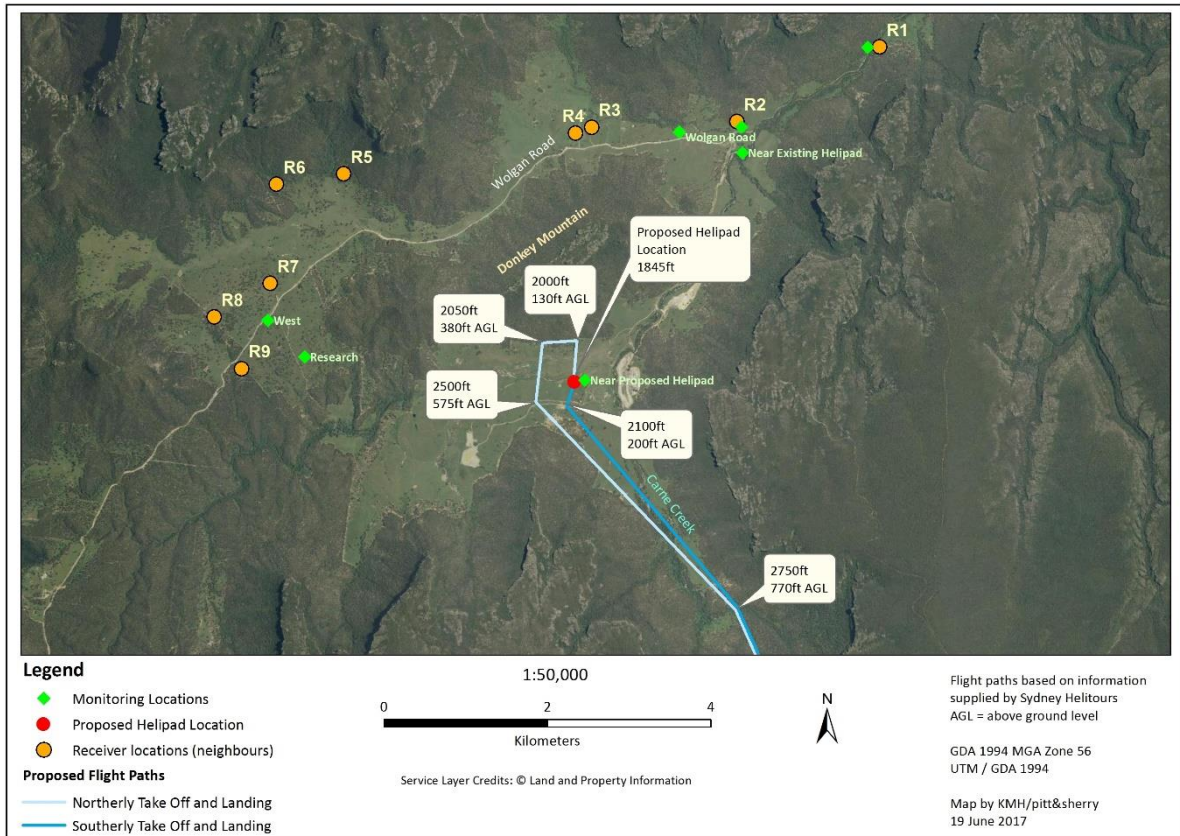 R1
R2
R3
R4
Wolgan Road
Near Existing Helipad
Wolgan Road
R5
R6
Donkey Mountain
Proposed Helipad
Location
1845ft
2000ft
130ft AGL
2050ft
380ft AGL
R7
R8
West
R9
Research
Near Proposed Helipad
2500ft
575ft AGL
2100ft
200ft AGL
Carne Creek
2750ft
770ft AGL
Legend
Monitoring Locations
Proposed Helipad Location
Receiver locations (neighbours)
Proposed Flight Paths
Northerly Take Off and Landing
Southerly Take Off and Landing
1:50,000
0 2 4
Kilometers
Service Layer Credits: © Land and Property Information
N
Flight paths based on information
supplied by Sydney Helitours
AGL = above ground level
GDA 1994 MGA Zone 56
UTM / GDA 1994
Map by KMH/pitt&sherry
19 June 2017